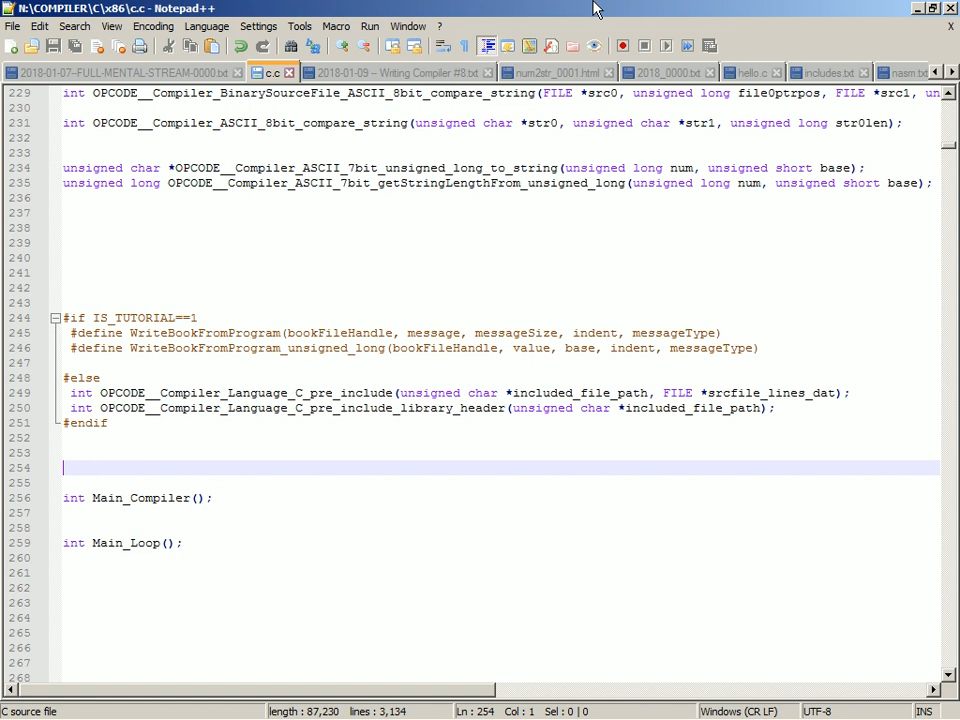 N:\COMPILER\C\x86\c.c - Notepad++
File Edit Search View Encoding Language Settings Tools Macro Run Window ? X
2018-01-07--FULL-MENTAL-STREAM-0000.txt c.c 2018-01-09 -- Writing Compiler #8.txt num2str_0001.html 2018_0000.txt hello.c includes.txt nasm.tx
229 int OPCODE__Compiler_BinarySourceFile_ASCII_8bit_compare_string(FILE *src0, unsigned long file0ptrpos, FILE *src1, un
230
231 int OPCODE__Compiler_ASCII_8bit_compare_string(unsigned char *str0, unsigned char *str1, unsigned long str0len);
232
233
234 unsigned char *OPCODE__Compiler_ASCII_7bit_unsigned_long_to_string(unsigned long num, unsigned short base);
235 unsigned long OPCODE__Compiler_ASCII_7bit_getStringLengthFrom_unsigned_long(unsigned long num, unsigned short base);
236
237
238
239
240
241
242
243
244 #if IS_TUTORIAL==1
245 #define WriteBookFromProgram(bookFileHandle, message, messageSize, indent, messageType)
246 #define WriteBookFromProgram_unsigned_long(bookFileHandle, value, base, indent, messageType)
247
248 #else
249 int OPCODE__Compiler_Language_C_pre_include(unsigned char *included_file_path, FILE *srcfile_lines_dat);
250 int OPCODE__Compiler_Language_C_pre_include_library_header(unsigned char *included_file_path);
251 #endif
252
253
254
255
256 int Main_Compiler();
257
258
259 int Main_Loop();
260
261
262
263
264
265
266
267
268
C source file length : 87,230 lines : 3,134 Ln : 254 Col : 1 Sel : 0 | 0 Windows (CR LF) UTF-8 INS